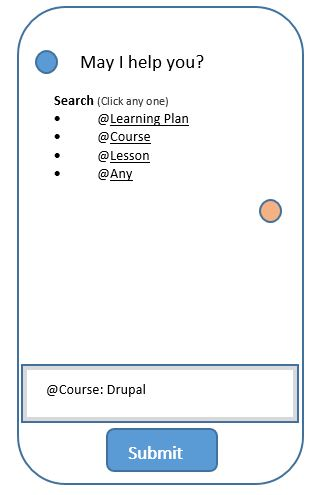 May I help you?
Search (Click any one)
• @Learning Plan
• @Course
• @Lesson
• @Any
@Course: Drupal
Submit